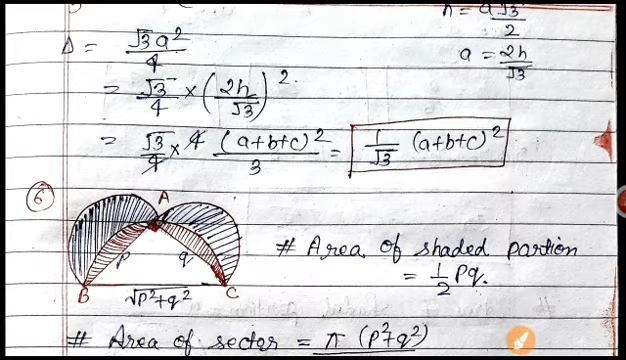 h = a√3/2
Δ = √3a²/4
a = 2h/√3
= √3/4 × (2h/√3)²
= √3/4 × 4 (a+b+c)²/3 = 1/√3 (a+b+c)²
6
A
p q
B √p²+q² C
# Area of shaded partion
= 1/2 pq.
# Area of sector = π (p²+q²)